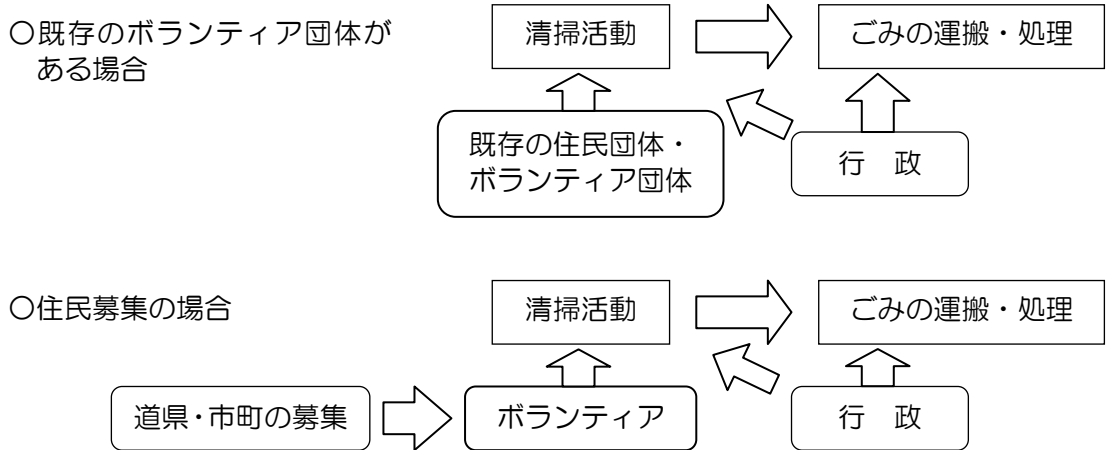 ○既存のボランティア団体が
ある場合
清掃活動
ごみの運搬・処理
既存の住民団体・
ボランティア団体
行 政
○住民募集の場合
清掃活動
ごみの運搬・処理
道県・市町の募集
ボランティア
行 政